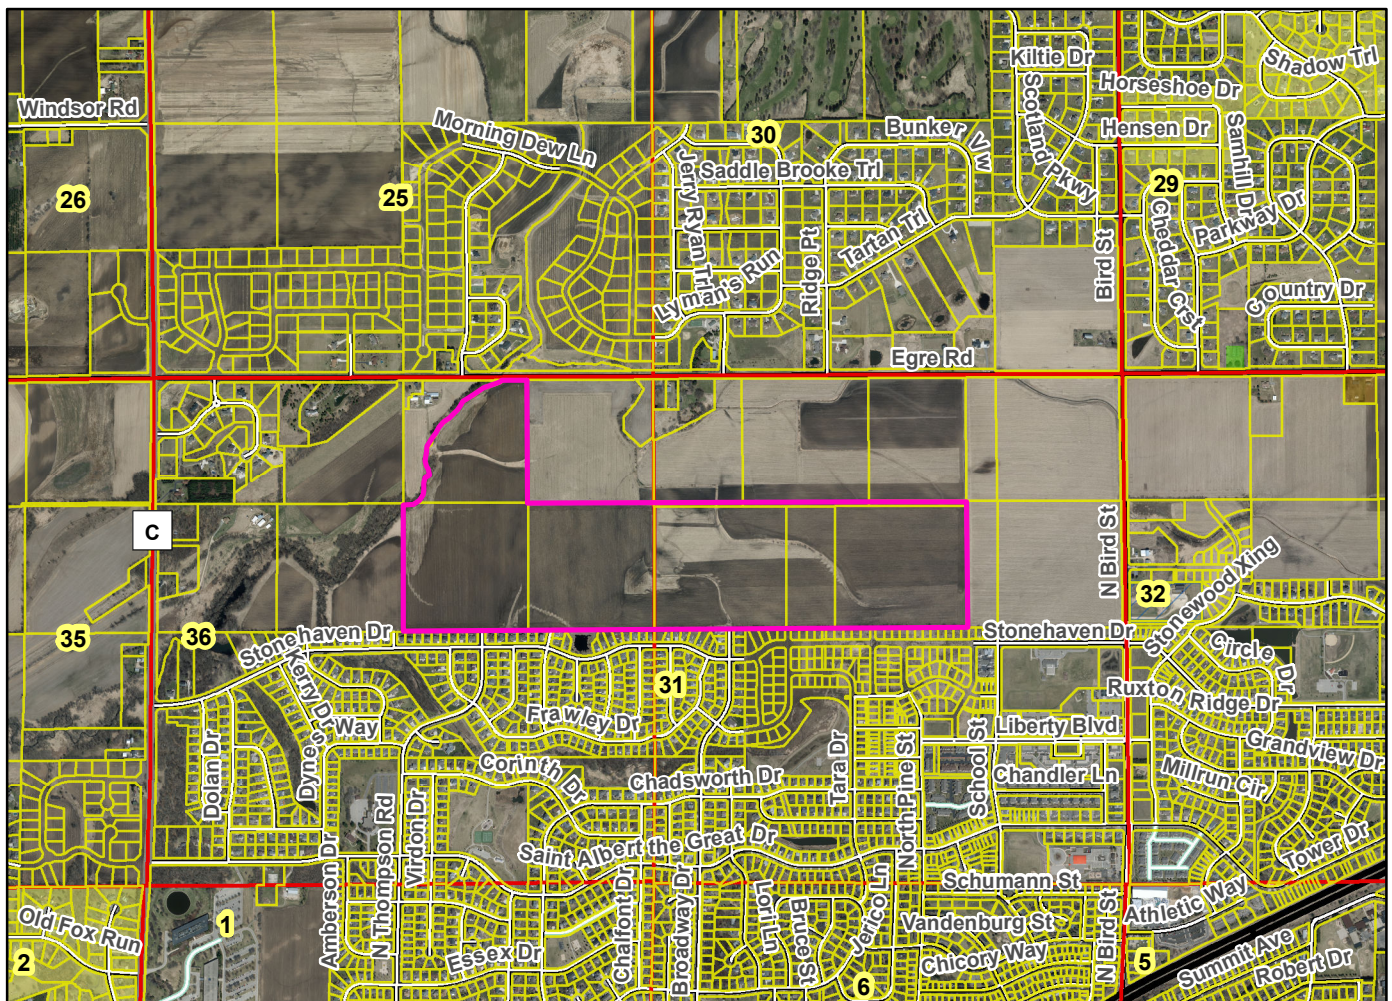 Kiltie Dr
Shadow Trl
Horseshoe Dr
Windsor Rd
Scotland Pkwy
Morning Dew Ln
30
Bunker Vw
Hensen Dr
Samhill Dr
Saddle Brooke Trl
26
25
29
Jerry Ryan Trl
Ridge Pt
Tartan Trl
Parkway Dr
Bird St
Cheddar Crst
Lyman's Run
Country Dr
Egre Rd
C
N Bird St
Stonewood Xing
32
35
36
Stonehaven Dr
Stonehaven Dr
Circle Dr
Kerry Dr
31
Ruxton Ridge Dr
Frawley Dr
Way
Liberty Blvd
Dolan Dr
Dynes
Corinth Dr
Chadsworth Dr
Tara Dr
North Pine St
School St
Grandview Dr
Chandler Ln
Millrun Cir
N Thompson Rd
Virdon Dr
Saint Albert the Great Dr
Tower Dr
Amberson Dr
Chalfont Dr
Broadway Dr
Lori Ln
Bruce St
Jerico Ln
Schumann St
N Bird St
Athletic Way
Old Fox Run
1
Vandenburg St
2
Essex Dr
Chicory Way
5
Summit Ave
Robert Dr
6